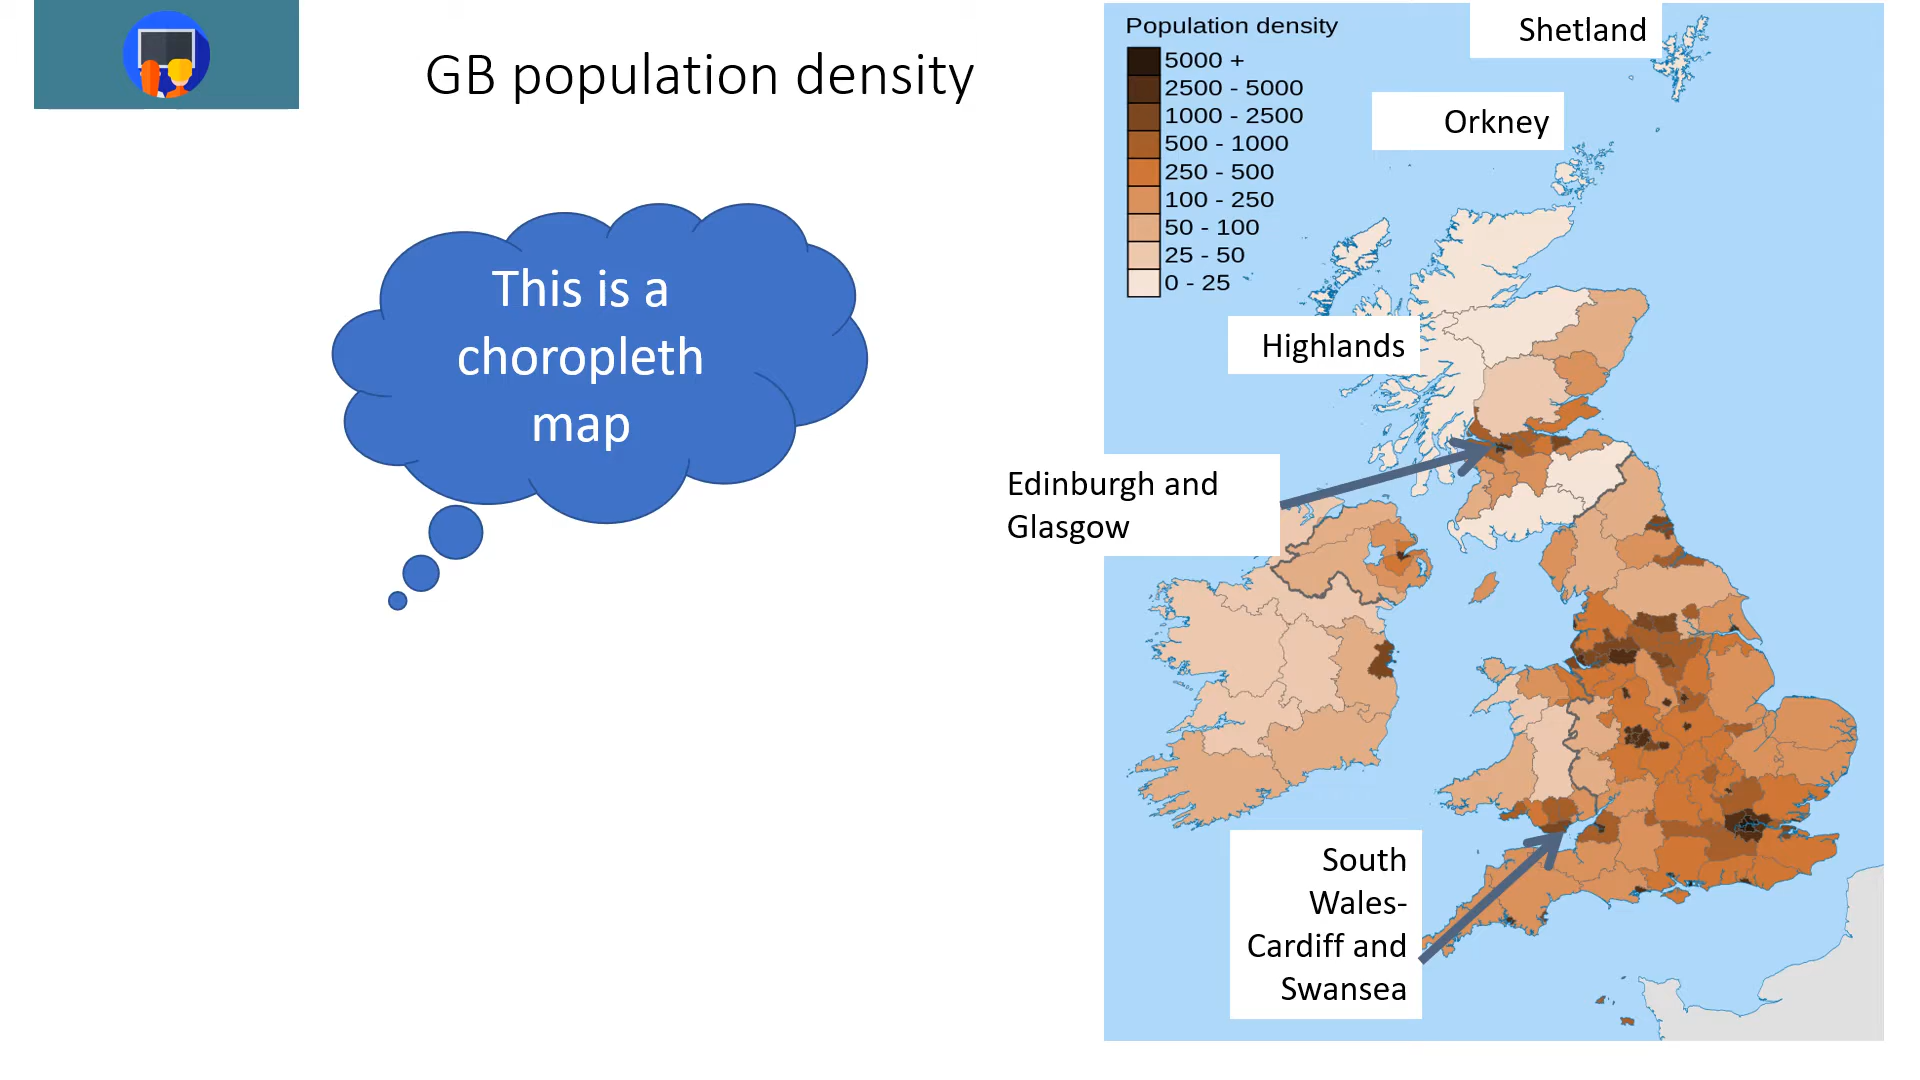 GB population density
This is a
choropleth
map
Population density
5000 +
2500 - 5000
1000 - 2500
500 - 1000
250 - 500
100 - 250
50 - 100
25 - 50
0 - 25
Shetland
Orkney
Highlands
Edinburgh and
Glasgow
South
Wales-
Cardiff and
Swansea